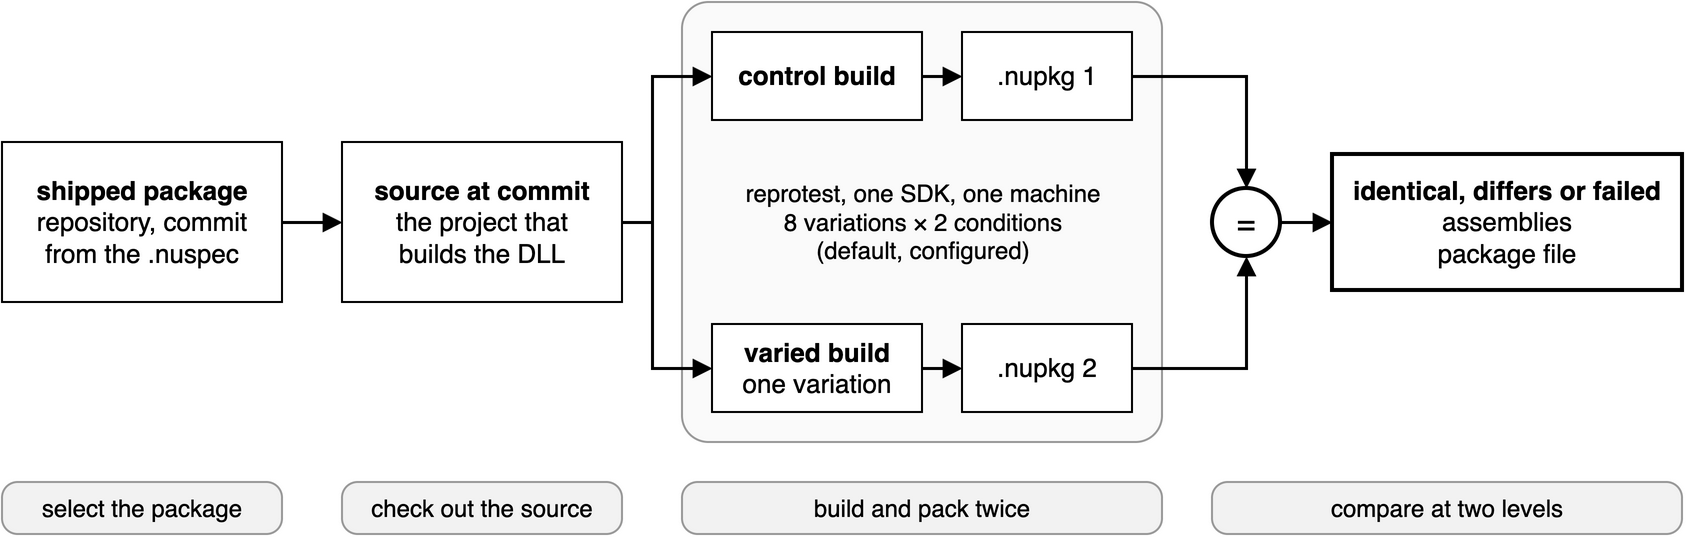 shipped package
repository, commit
from the .nuspec
source at commit
the project that
builds the DLL
control build
.nupkg 1
reprotest, one SDK, one machine
8 variations × 2 conditions
(default, configured)
varied build
one variation
.nupkg 2
=
identical, differs or failed
assemblies
package file
select the package
check out the source
build and pack twice
compare at two levels